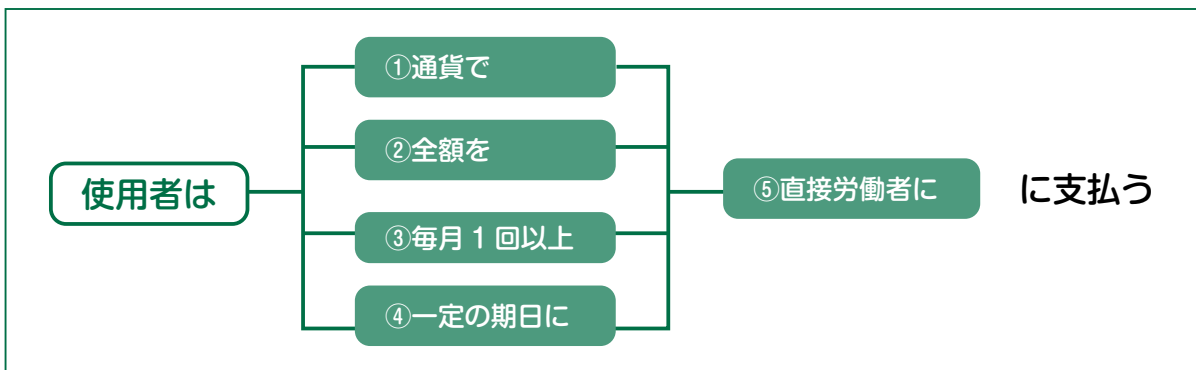 使用者は
①通貨で
②全額を
③毎月1回以上
④一定の期日に
⑤直接労働者に
に支払う